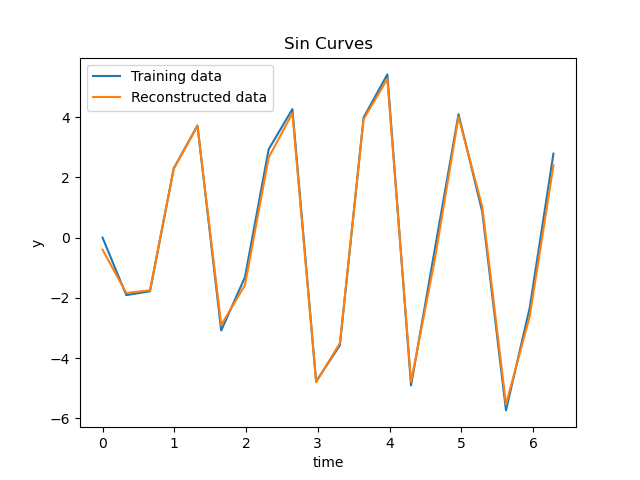 Sin Curves
Training data
Reconstructed data
y
4
2
0
−2
−4
−6
0 1 2 3 4 5 6
time